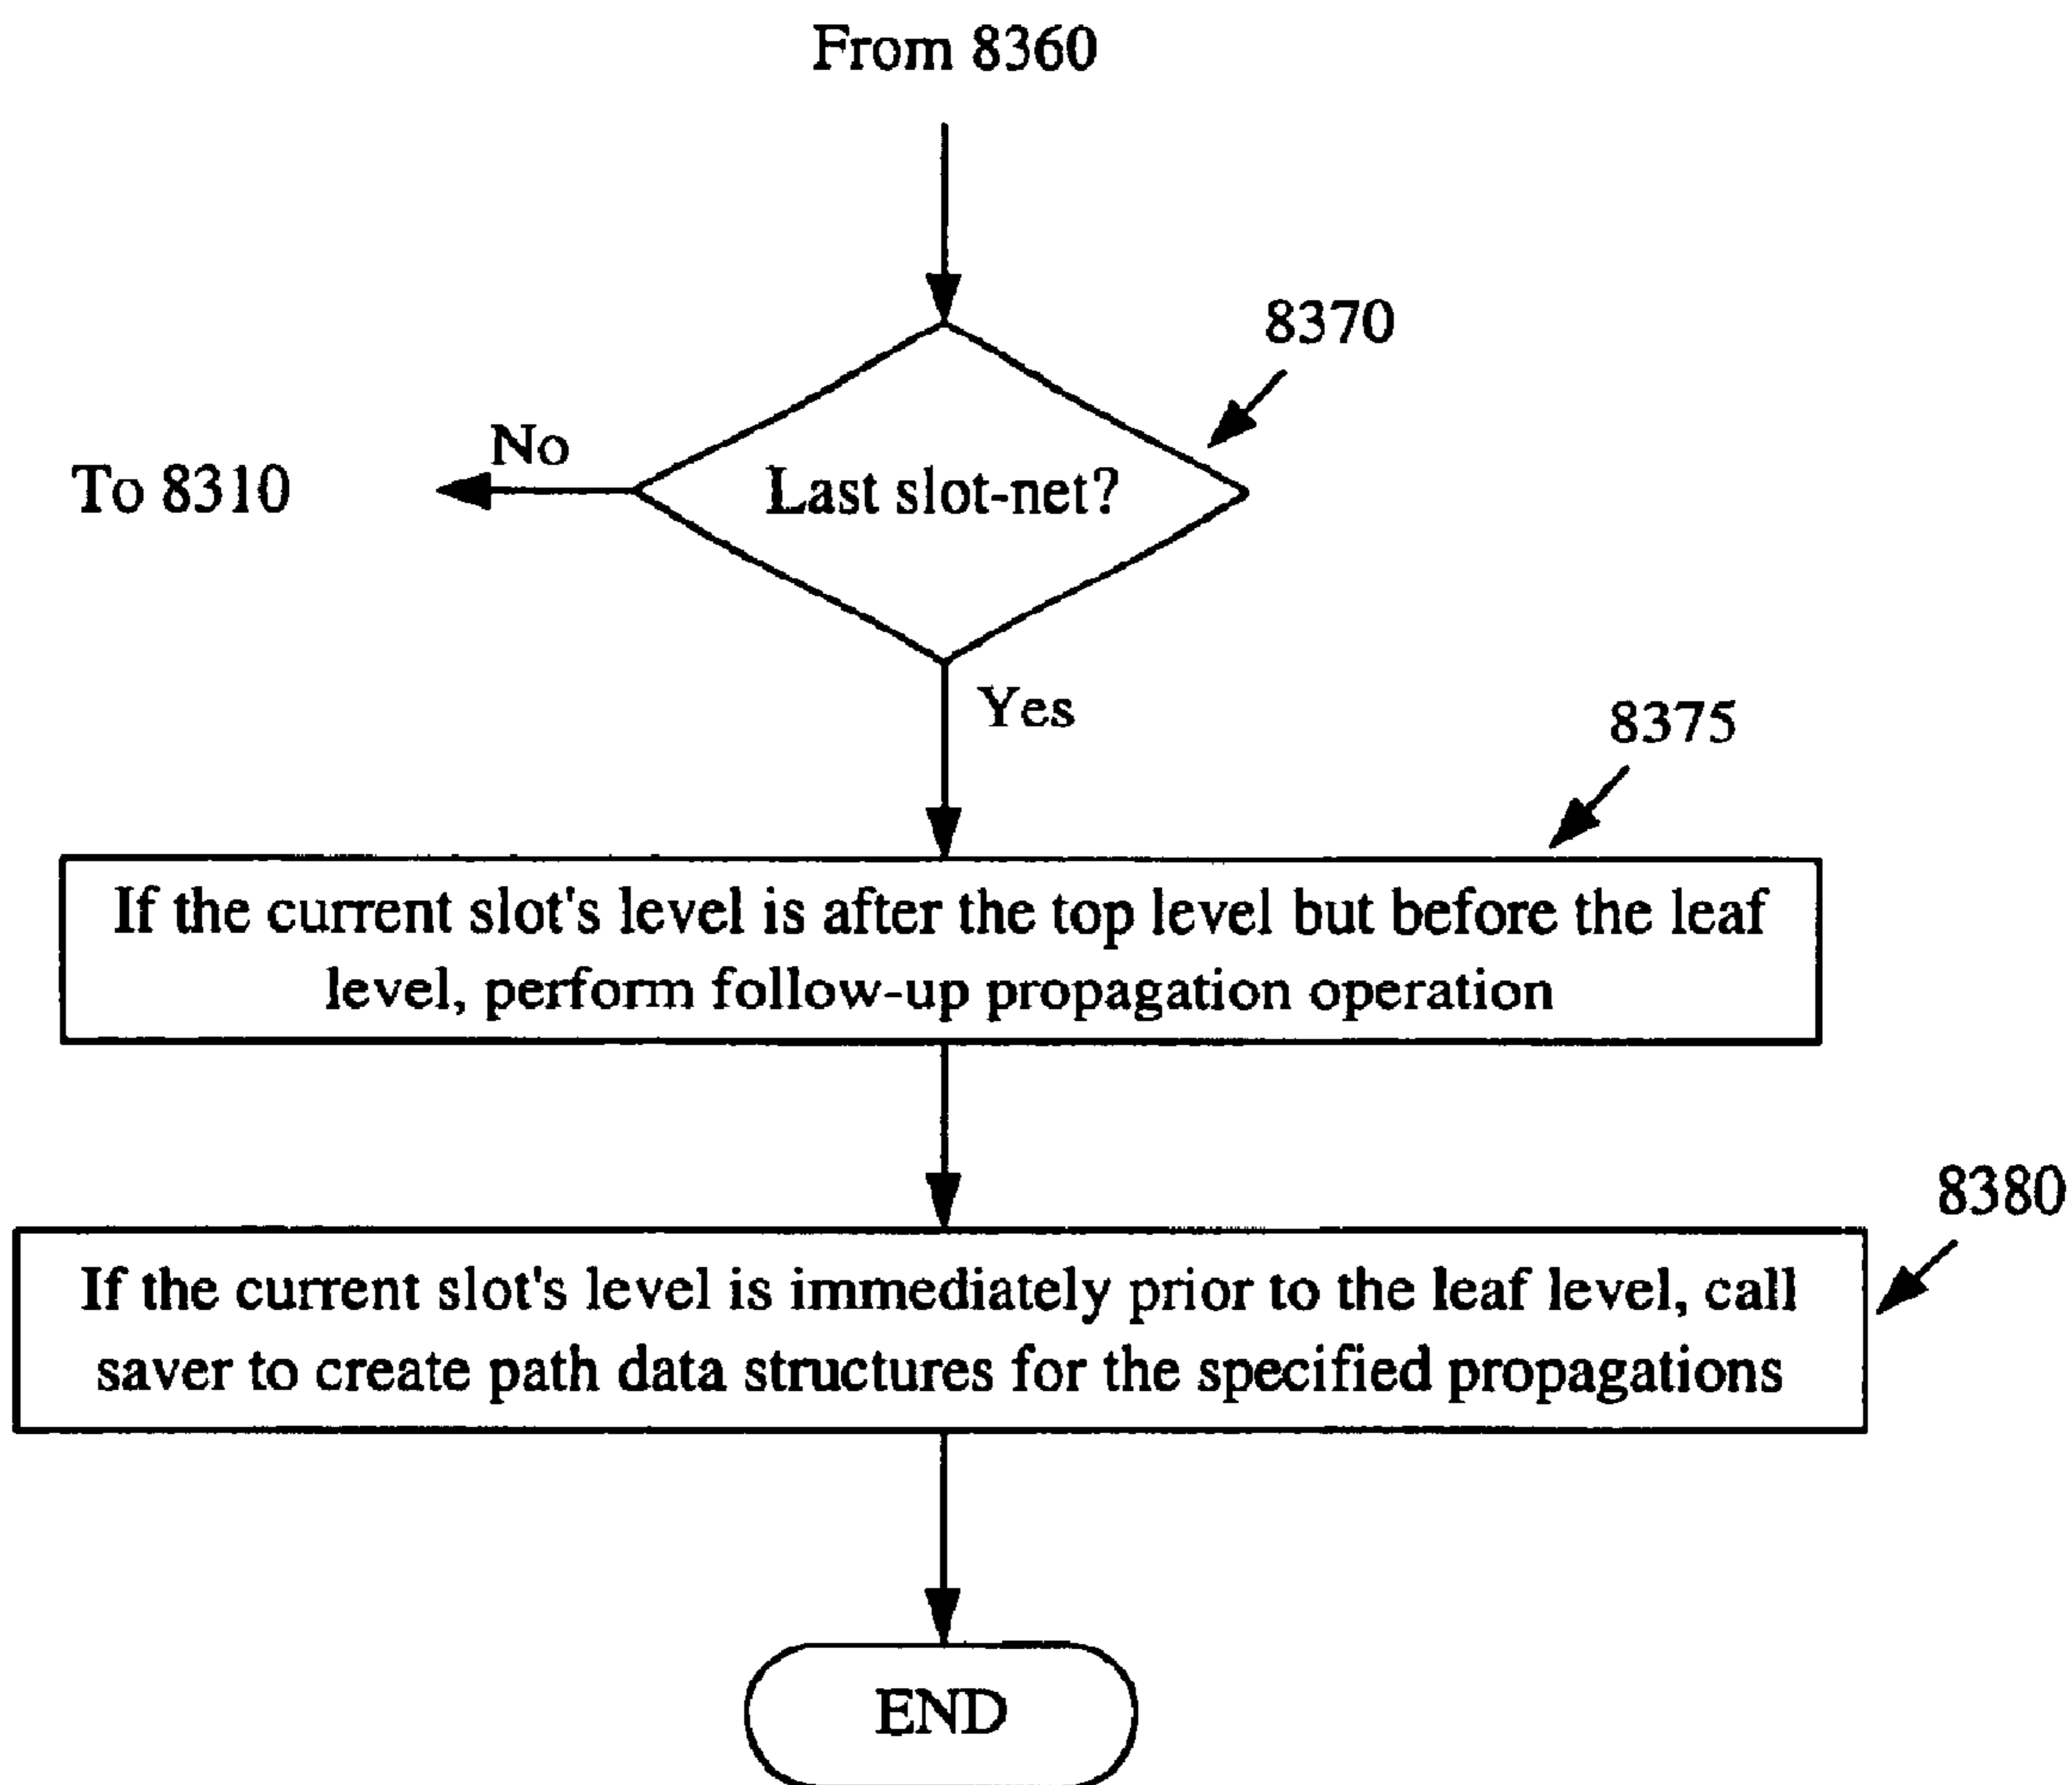 From 8360
8370
No
To 8310
Last slot-net?
Yes
8375
If the current slot's level is after the top level but before the leaf
level, perform follow-up propagation operation
8380
If the current slot's level is immediately prior to the leaf level, call
saver to create path data structures for the specified propagations
END